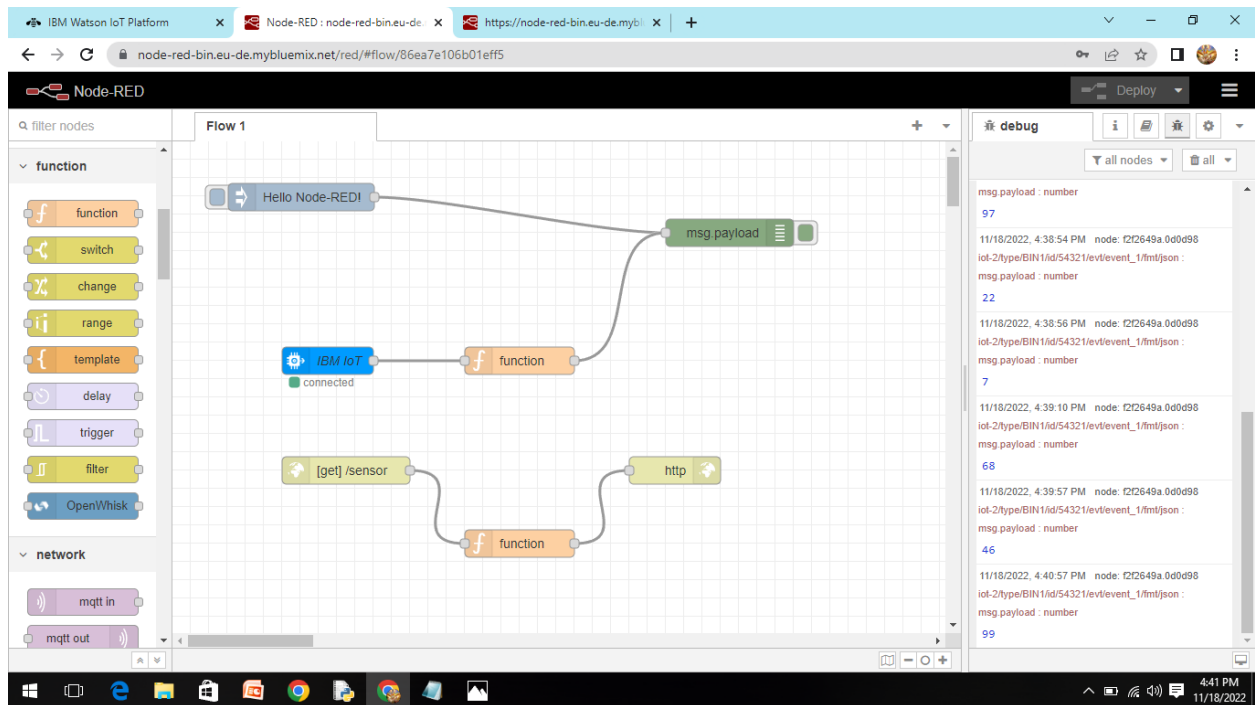 IBM Watson IoT Platform
Node-RED : node-red-bin.eu-de.
https://node-red-bin.eu-de.mybl
node-red-bin.eu-de.mybluemix.net/red/#flow/86ea7e106b01eff5
Node-RED
Deploy
filter nodes
Flow 1
debug
all nodes
all
function
function
switch
change
range
template
delay
trigger
filter
OpenWhisk
network
mqtt in
mqtt out
Hello Node-RED!
msg.payload
IBM IoT
connected
function
[get] /sensor
http
function
msg.payload : number
97
11/18/2022, 4:38:54 PM node: f2f2649a.0d0d98
iot-2/type/BIN1/id/54321/evt/event_1/fmt/json :
msg.payload : number
22
11/18/2022, 4:38:56 PM node: f2f2649a.0d0d98
iot-2/type/BIN1/id/54321/evt/event_1/fmt/json :
msg.payload : number
7
11/18/2022, 4:39:10 PM node: f2f2649a.0d0d98
iot-2/type/BIN1/id/54321/evt/event_1/fmt/json :
msg.payload : number
68
11/18/2022, 4:39:57 PM node: f2f2649a.0d0d98
iot-2/type/BIN1/id/54321/evt/event_1/fmt/json :
msg.payload : number
46
11/18/2022, 4:40:57 PM node: f2f2649a.0d0d98
iot-2/type/BIN1/id/54321/evt/event_1/fmt/json :
msg.payload : number
99
4:41 PM
11/18/2022